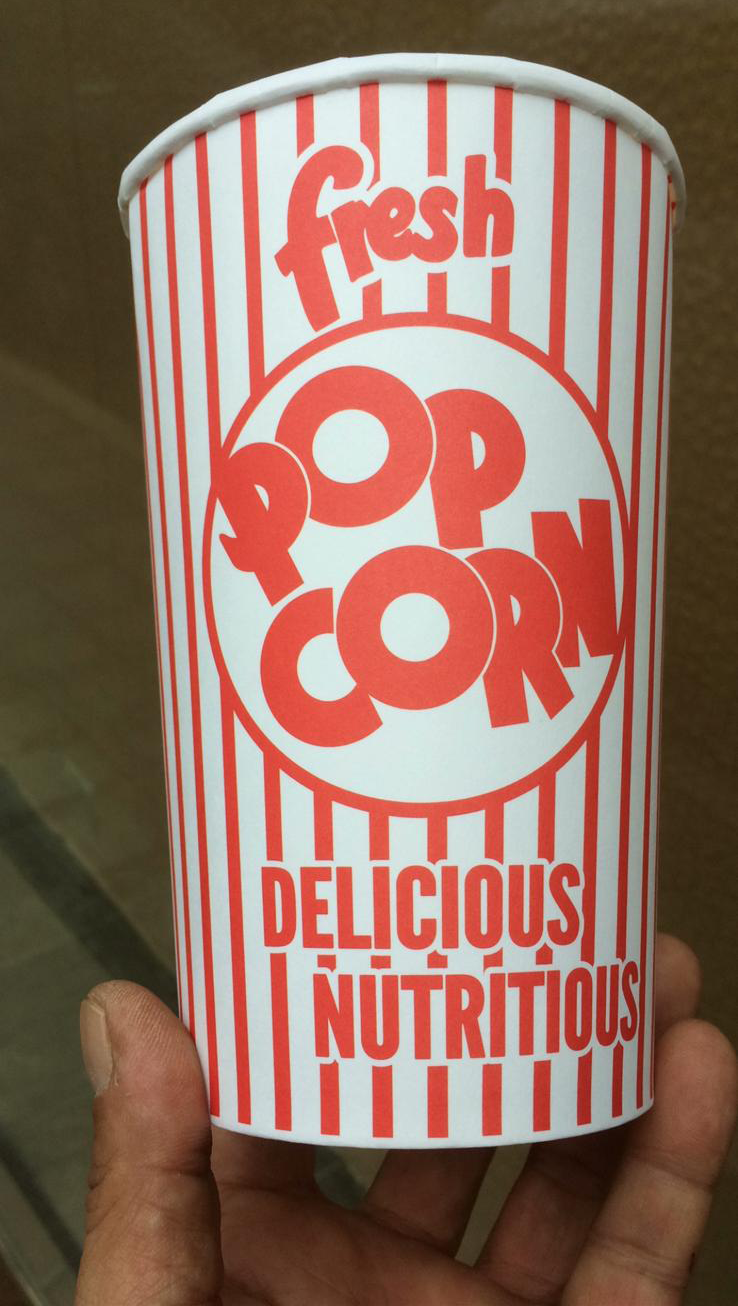 fresh
POP
CORN
DELICIOUS
NUTRITIOUS